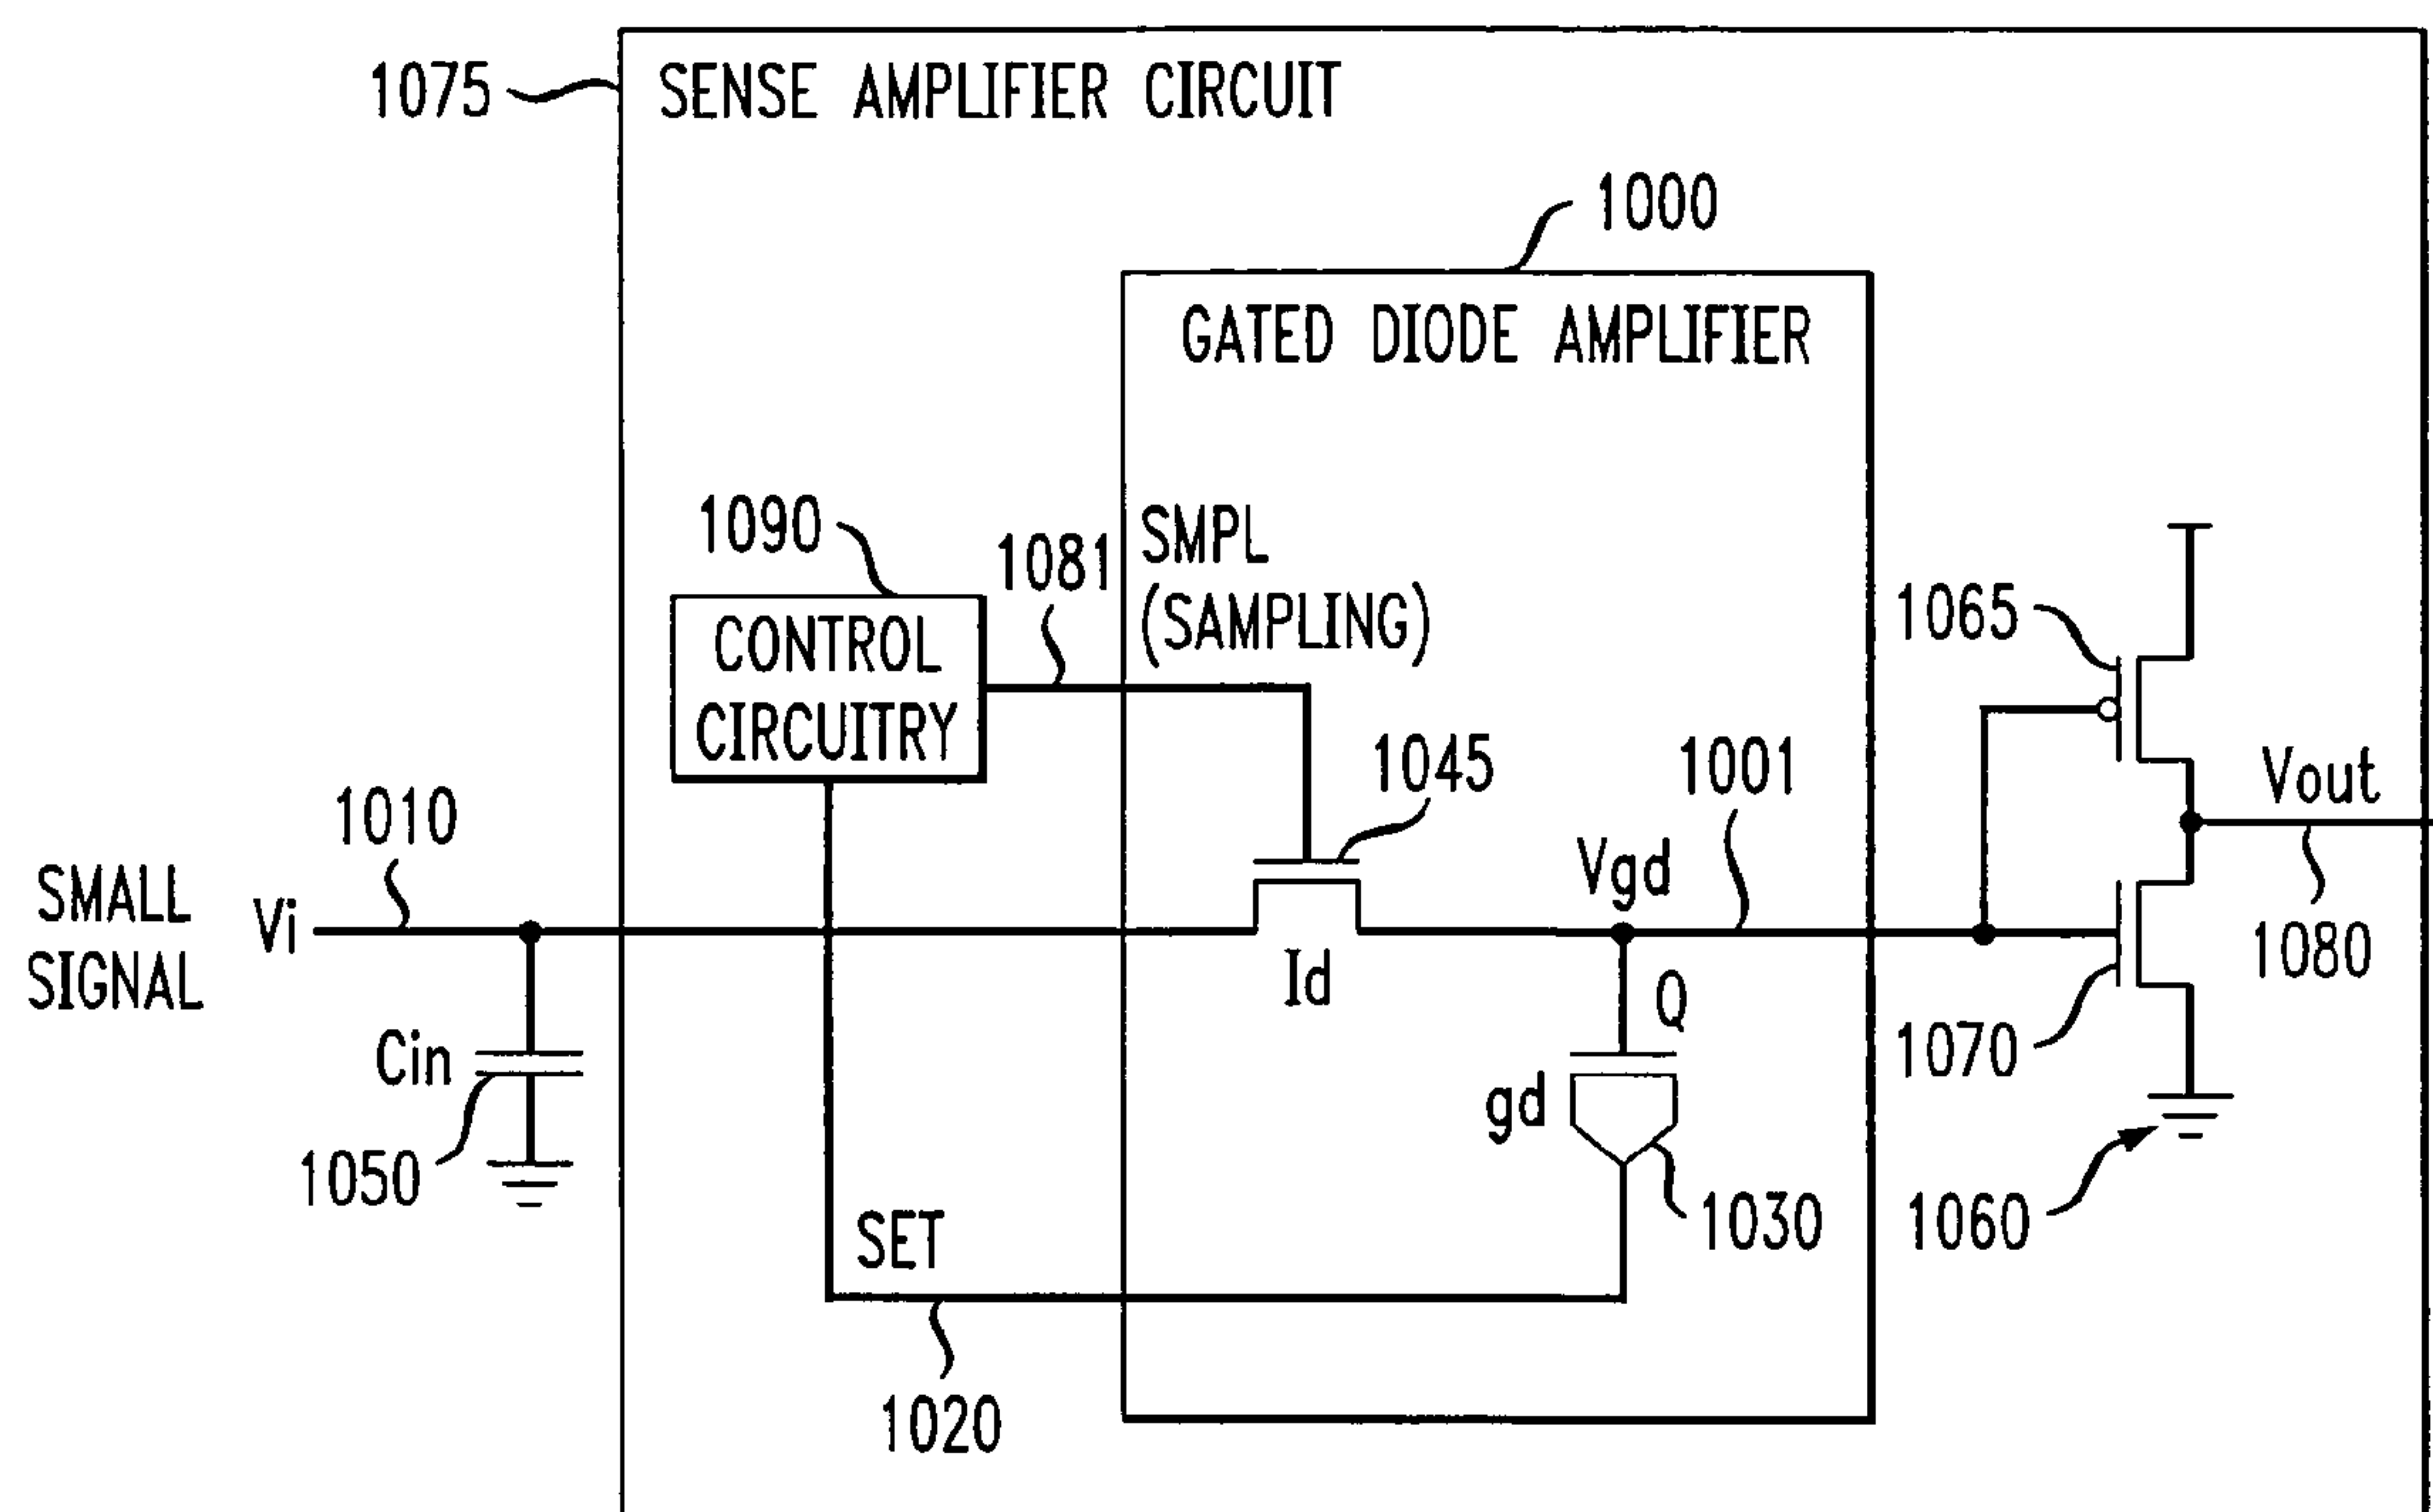 1075
SENSE AMPLIFIER CIRCUIT
1000
GATED DIODE AMPLIFIER
1090
1081
SMPL
(SAMPLING)
CONTROL
CIRCUITRY
1065
1045
1001
1010
Vout
SMALL
SIGNAL
Vi
Vgd
Id
Q
1080
Cin
gd
1070
1050
SET
1030
1060
1020